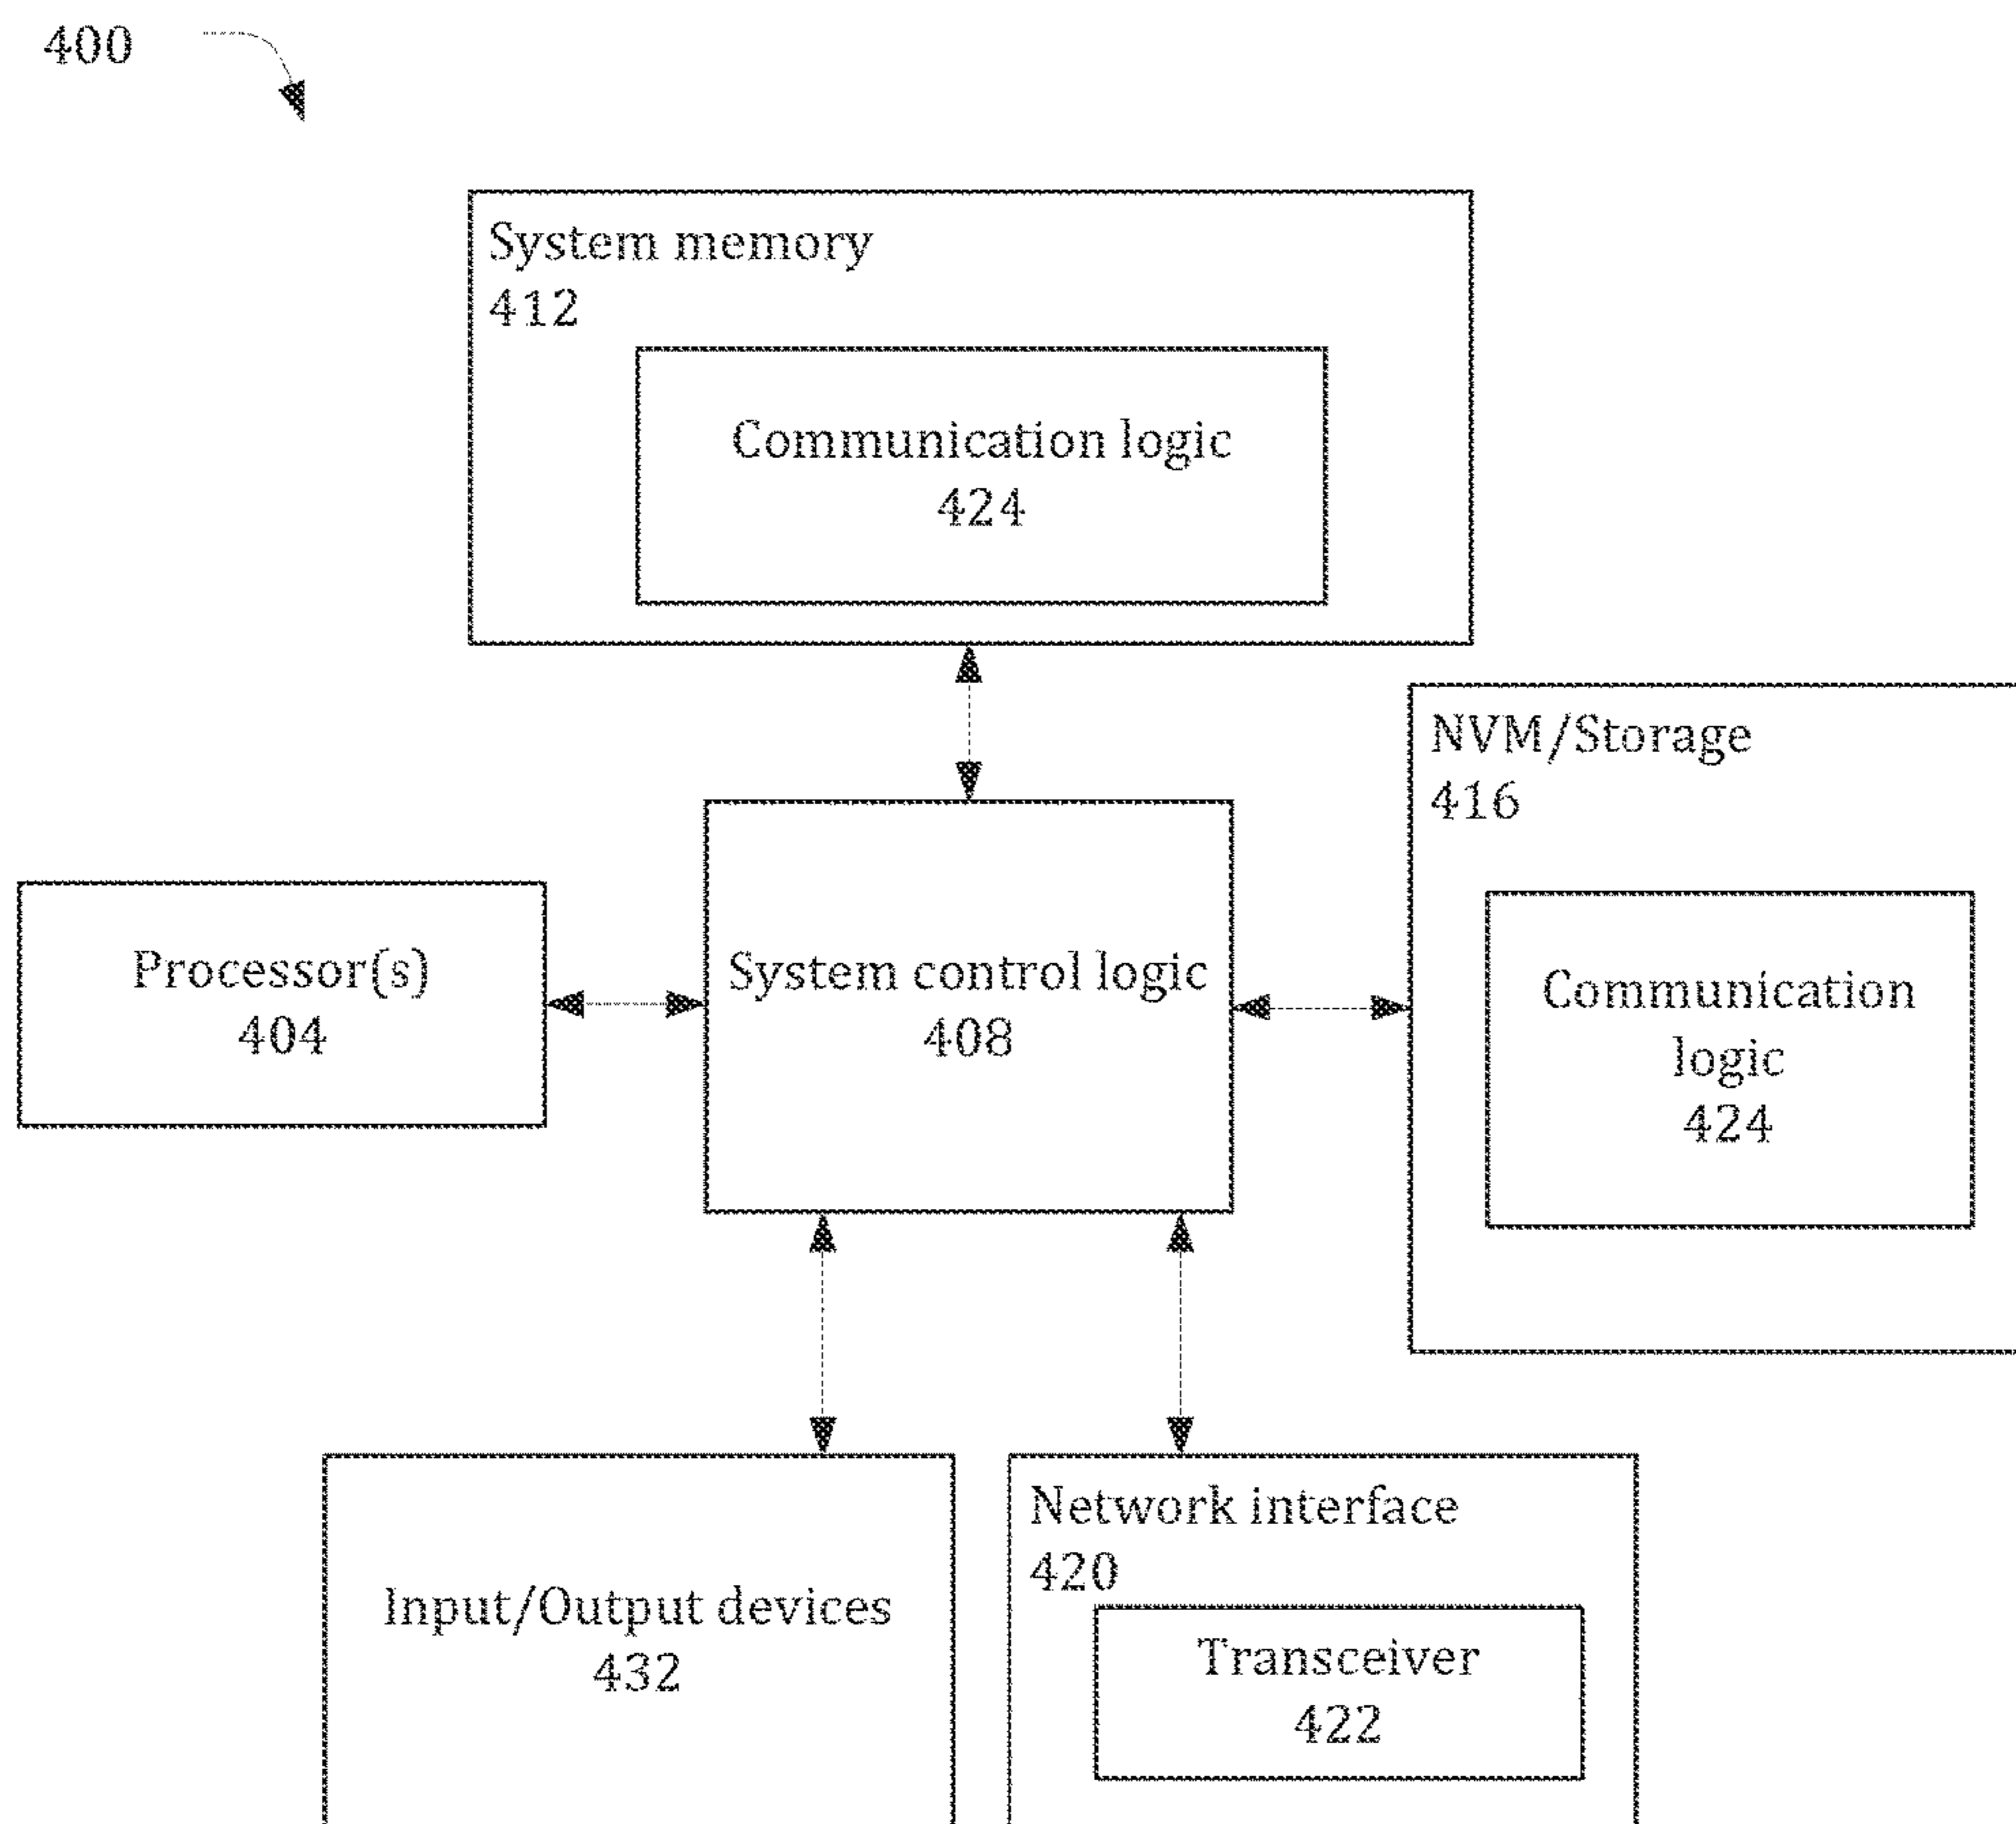 400
System memory
412
Communication logic
424
NVM/Storage
416
Communication
logic
424
Processor(s)
404
System control logic
408
Input/Output devices
432
Network interface
420
Transceiver
422